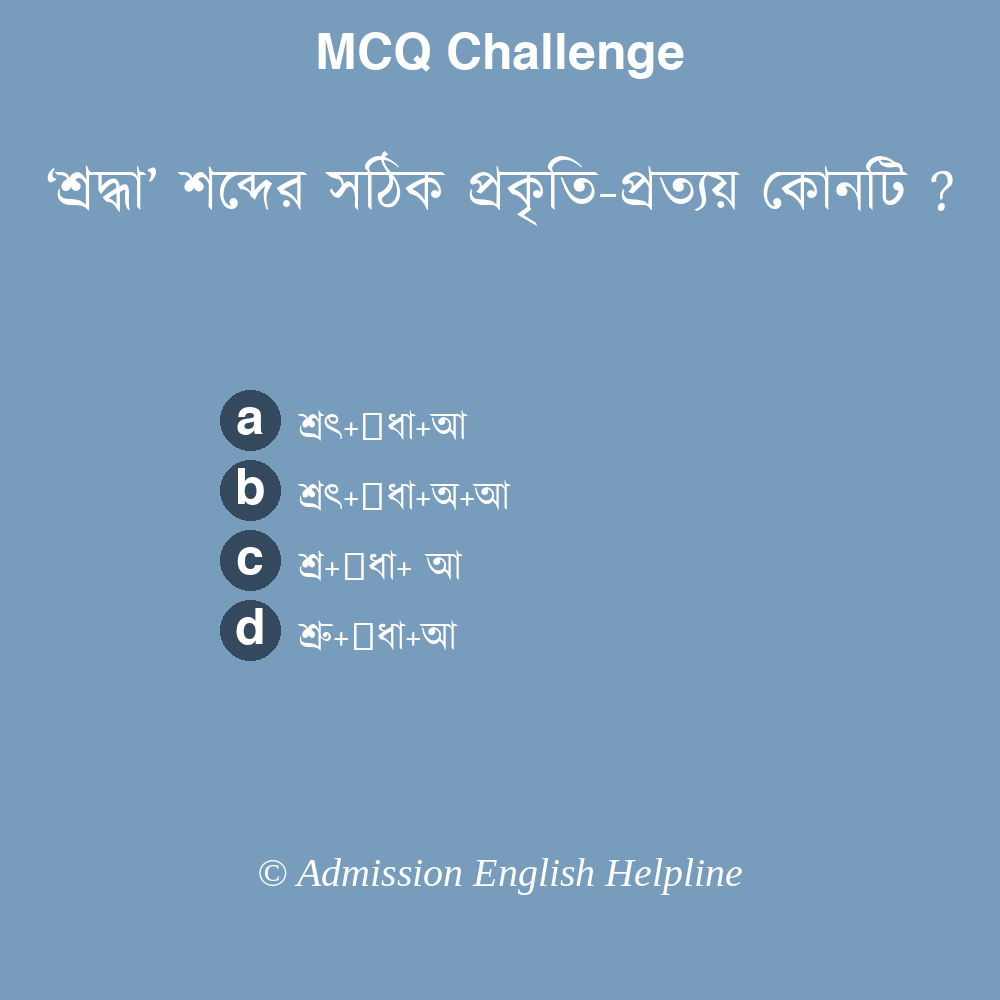 MCQ Challenge
‘শ্রদ্ধা’ শব্দের সঠিক প্রকৃতি-প্রত্যয় কোনটি ?
a শ্রৎ+▯ধা+আ
b শ্রৎ+▯ধা+অ+আ
c শ্র+▯ধা+ আ
d শ্রু+▯ধা+আ
© Admission English Helpline